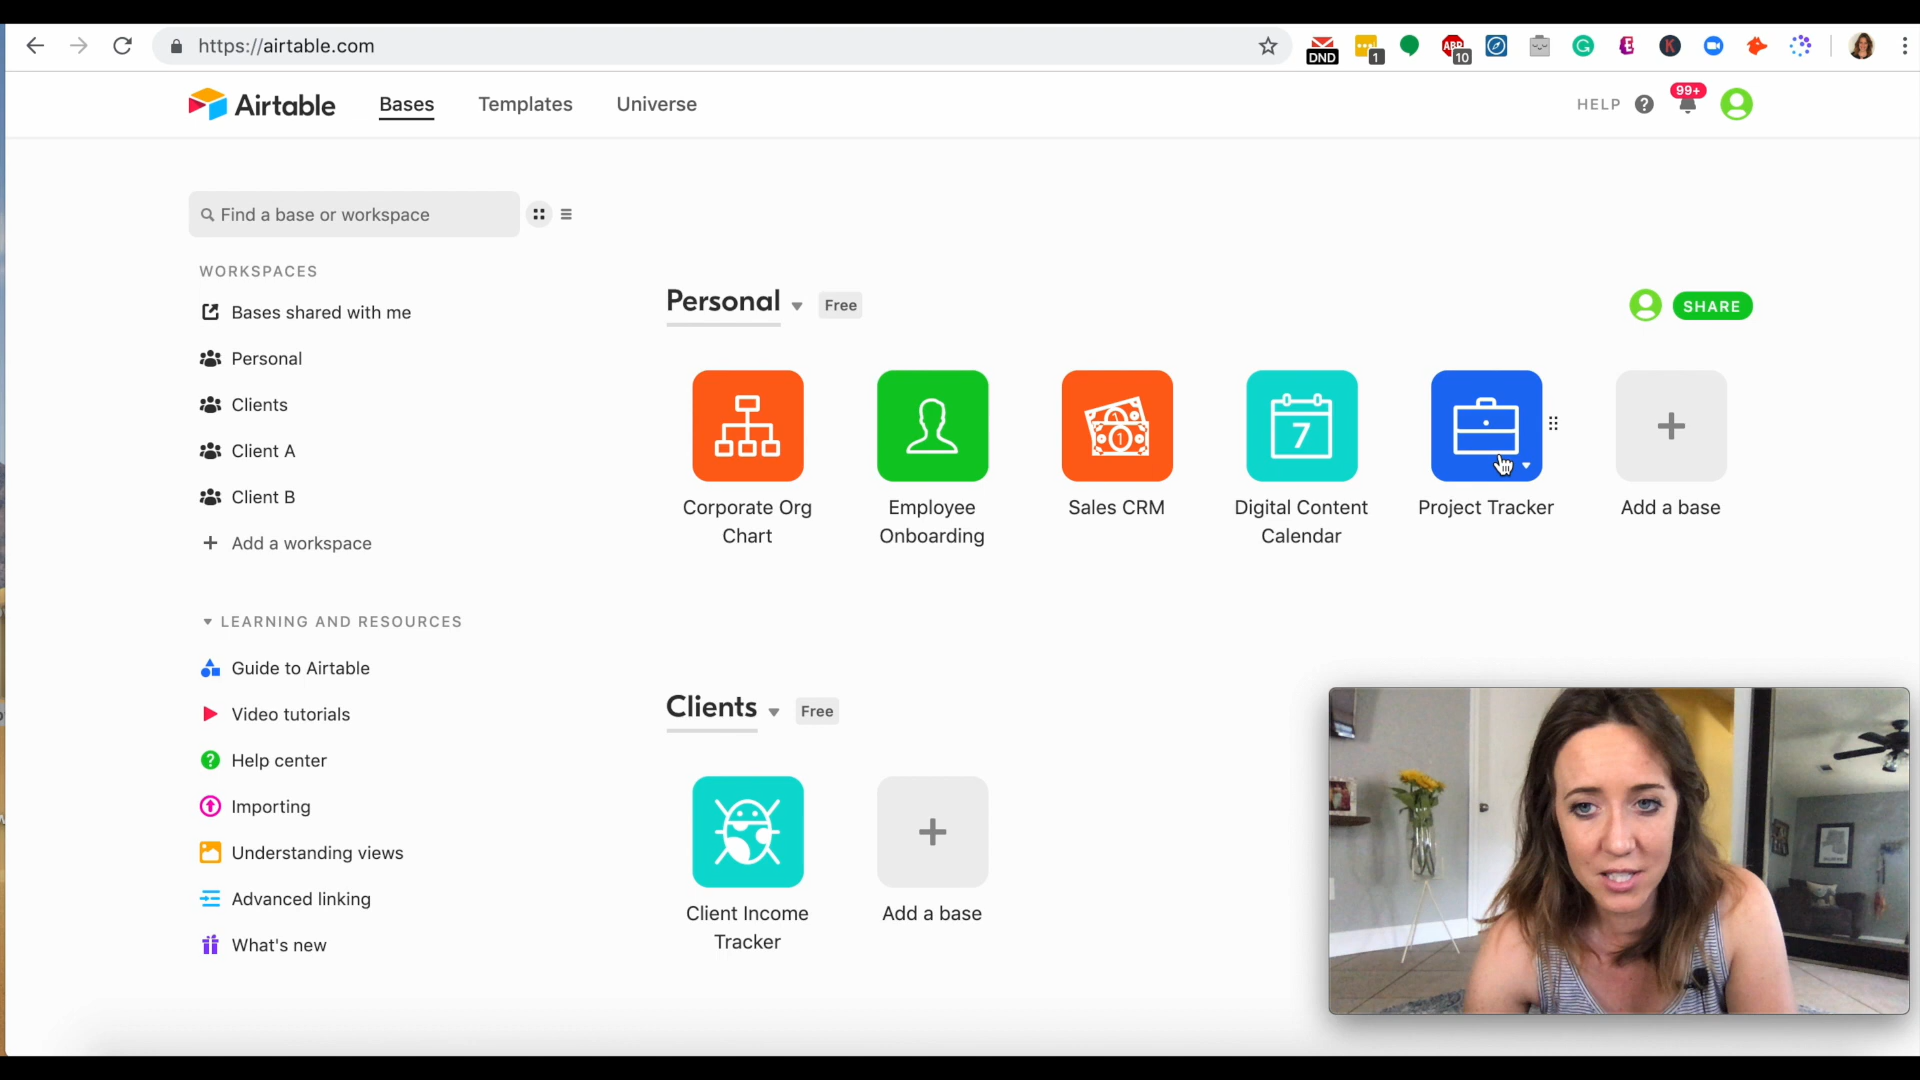 https://airtable.com
DND
1
ABP
10
G
K
Airtable
Bases
Templates
Universe
HELP ?
99+
Find a base or workspace
WORKSPACES
Bases shared with me
Personal
Clients
Client A
Client B
+ Add a workspace
LEARNING AND RESOURCES
Guide to Airtable
Video tutorials
? Help center
Importing
Understanding views
Advanced linking
What's new
Personal
Free
SHARE
1
1
7
+
Corporate Org
Chart
Employee
Onboarding
Sales CRM
Digital Content
Calendar
Project Tracker
Add a base
Clients
Free
+
Client Income
Tracker
Add a base